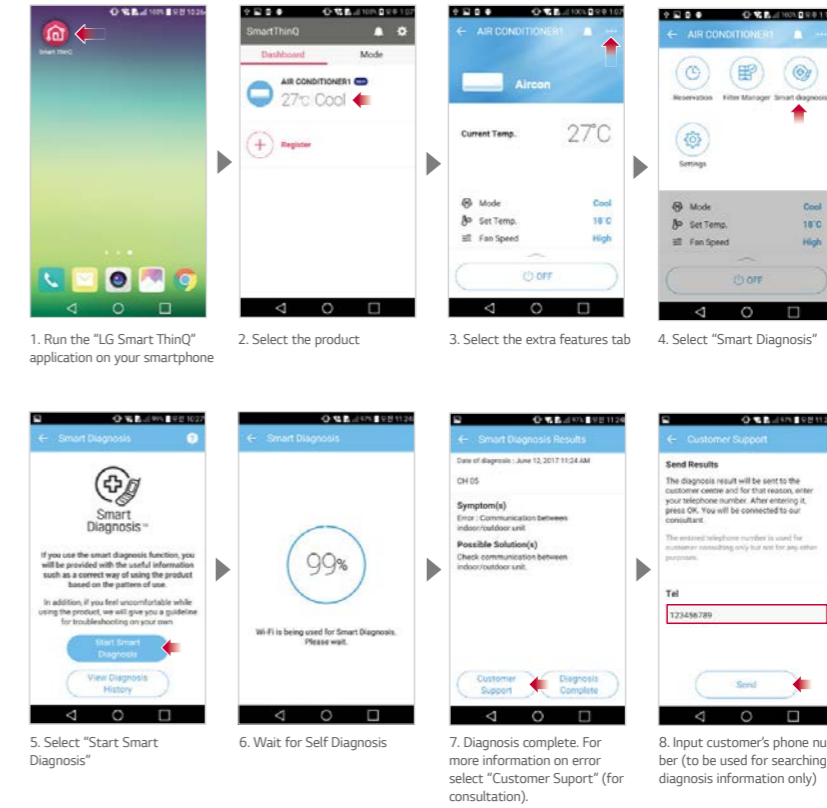 Smart ThinQ
1. Run the "LG Smart ThinQ"
application on your smartphone
SmartThinQ
Dashboard Mode
AIR CONDITIONER1
27°C Cool
Register
2. Select the product
AIR CONDITIONER1
Aircon
Current Temp. 27°C
Mode Cool
Set Temp. 18°C
Fan Speed High
OFF
3. Select the extra features tab
AIR CONDITIONER1
Reservation Filter Manager Smart diagnosis
Settings
Mode Cool
Set Temp. 18°C
Fan Speed High
OFF
4. Select "Smart Diagnosis"
Smart Diagnosis
Smart
Diagnosis™
If you use the smart diagnosis function, you
will be provided with the useful information
such as a correct way of using the product
based on the pattern of use.
In addition, if you feel uncomfortable while
using the product, we will give you a guideline
for troubleshooting on your own
Start Smart
Diagnosis
View Diagnosis
History
5. Select "Start Smart
Diagnosis"
Smart Diagnosis
99%
Wi-Fi is being used for Smart Diagnosis.
Please wait.
6. Wait for Self Diagnosis
Smart Diagnosis Results
Date of diagnosis : June 12, 2017 11:24 AM
CH 05
Symptom(s)
Error : Communication between
indoor/outdoor unit
Possible Solution(s)
Check communication between
indoor/outdoor unit.
Customer
Support
Diagnosis
Complete
7. Diagnosis complete. For
more information on error
select "Customer Suport" (for
consultation).
Customer Support
Send Results
The diagnosis result will be sent to the
customer centre and for that reason, enter
your telephone number. After entering it,
press OK. You will be connected to our
consultant.
The entered telephone number is used for
customer consulting only but not for any other
purposes.
Tel
123456789
Send
8. Input customer's phone nu
ber (to be used for searching
diagnosis information only)